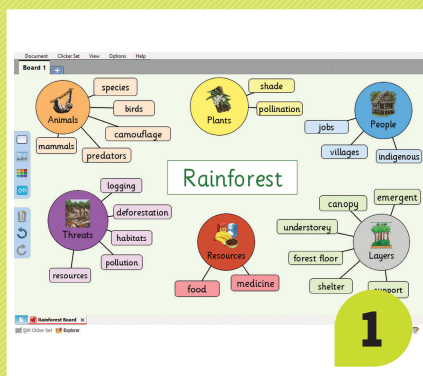 Document Clicker Set View Options Help
Board 1
species
birds
camouflage
predators
mammals
Animals
shade
pollination
Plants
People
jobs
villages
indigenous
Rainforest
logging
deforestation
habitats
pollution
resources
Threats
Resources
food
medicine
emergent
canopy
understorey
forest floor
shelter
support
Layers
Rainforest Board X
Edit Clicker Set Explorer
1